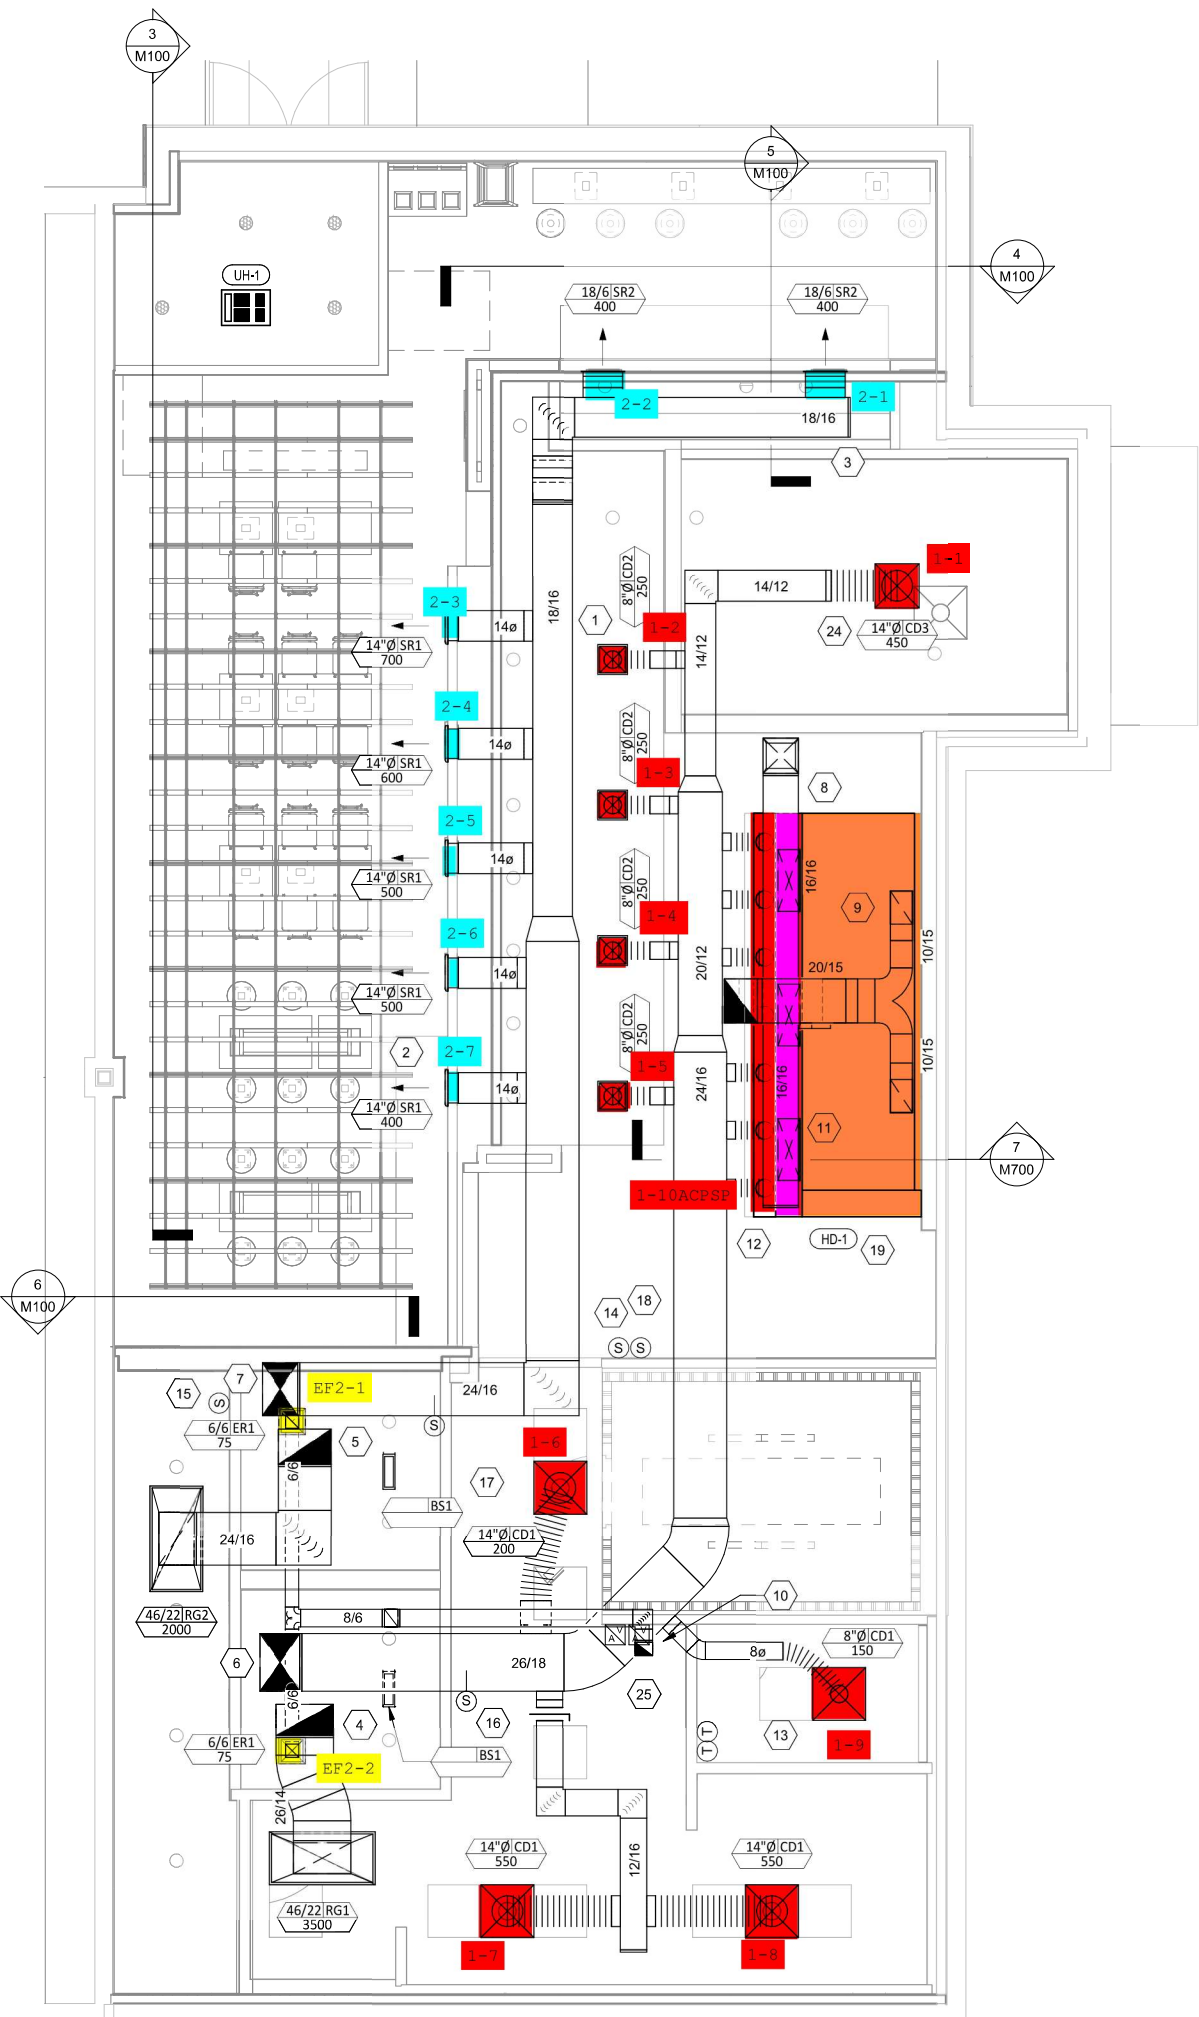 3
M100
5
M100
4
M100
UH-1
18/6 SR2
400
18/6 SR2
400
2-2
2-1
18/16
3
1-1
14/12
8"Ø CD2
250
2-3
14ø
18/16
1
1-2
14/12
24
14"Ø CD3
450
14"Ø SR1
700
2-4
14ø
8"Ø CD2
250
1-3
14"Ø SR1
600
8
2-5
14ø
8"Ø CD2
250
16/16
14"Ø SR1
500
9
1-4
2-6
14ø
20/12
20/15
10/15
14"Ø SR1
500
8"Ø CD2
250
2
2-7
14ø
1-5
24/16
16/16
10/15
14"Ø SR1
400
11
7
M700
1-10ACPSP
12
HD-1
19
6
M100
14
18
S
S
7
EF2-1
15
S
24/16
S
6/6 ER1
75
5
1-6
6/6
17
BS1
24/16
14"Ø CD1
200
46/22 RG2
2000
8/6
10
V
A
V
A
8"Ø CD1
150
6
26/18
8ø
6/6
S
25
16
4
T
T
13
1-9
6/6 ER1
75
EF2-2
BS1
26/14
14"Ø CD1
550
12/16
14"Ø CD1
550
46/22 RG1
3500
1-7
1-8